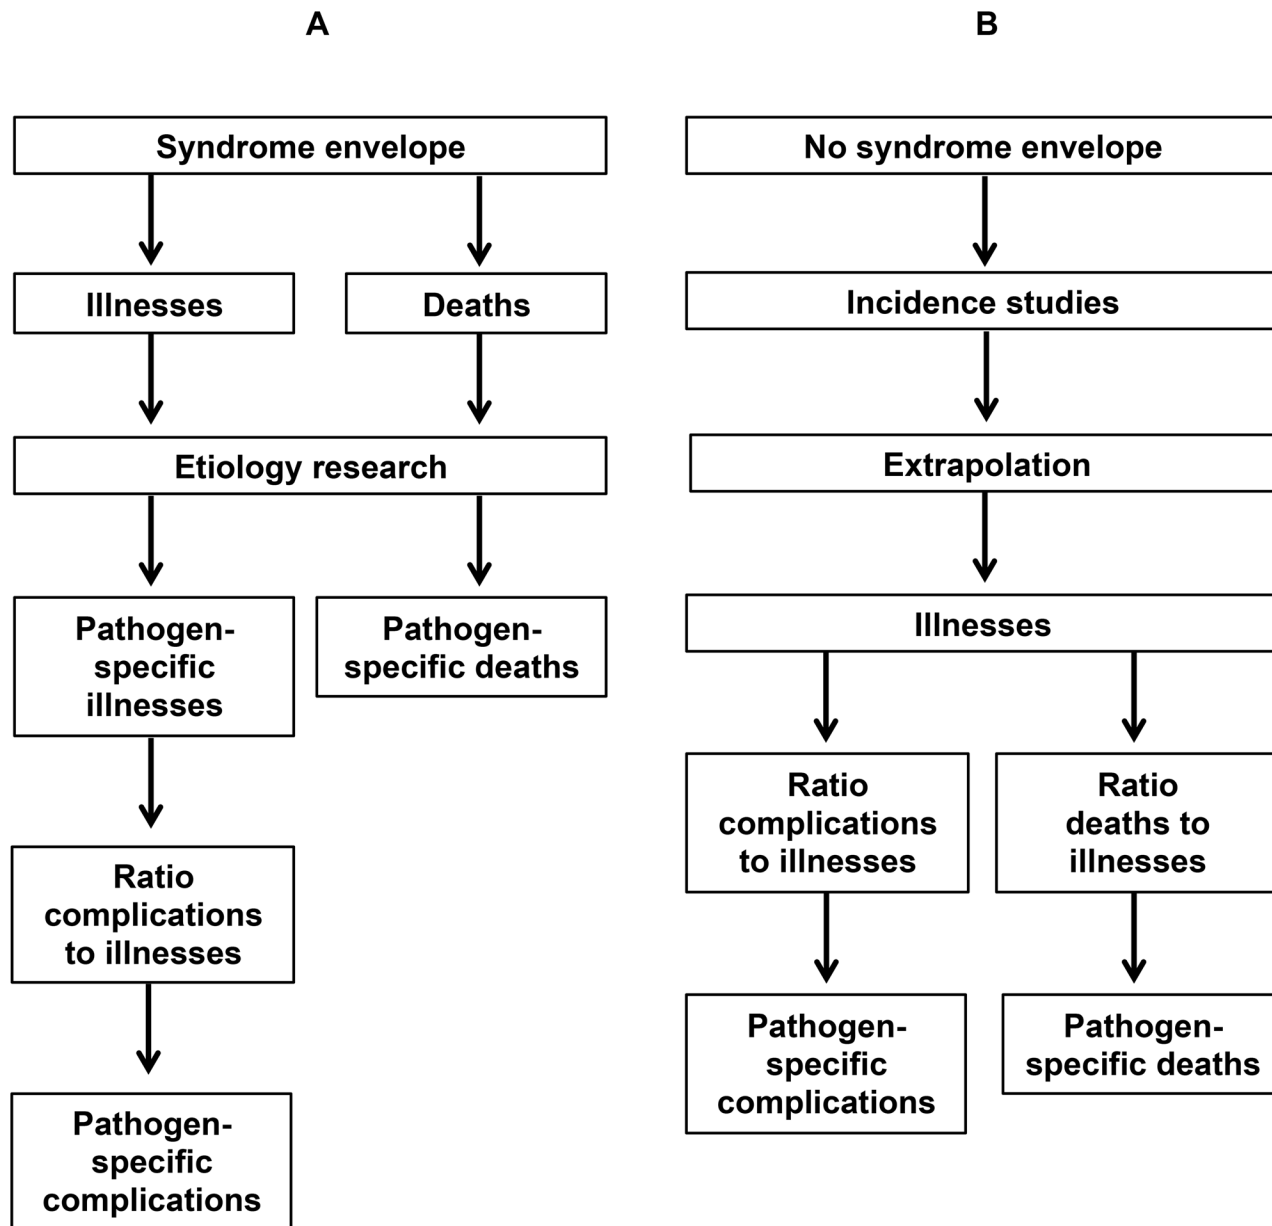 A
Syndrome envelope
Illnesses
Deaths
Etiology research
Pathogen-
specific
illnesses
Pathogen-
specific deaths
Ratio
complications
to illnesses
Pathogen-
specific
complications
B
No syndrome envelope
Incidence studies
Extrapolation
Illnesses
Ratio
complications
to illnesses
Ratio
deaths to
illnesses
Pathogen-
specific
complications
Pathogen-
specific deaths